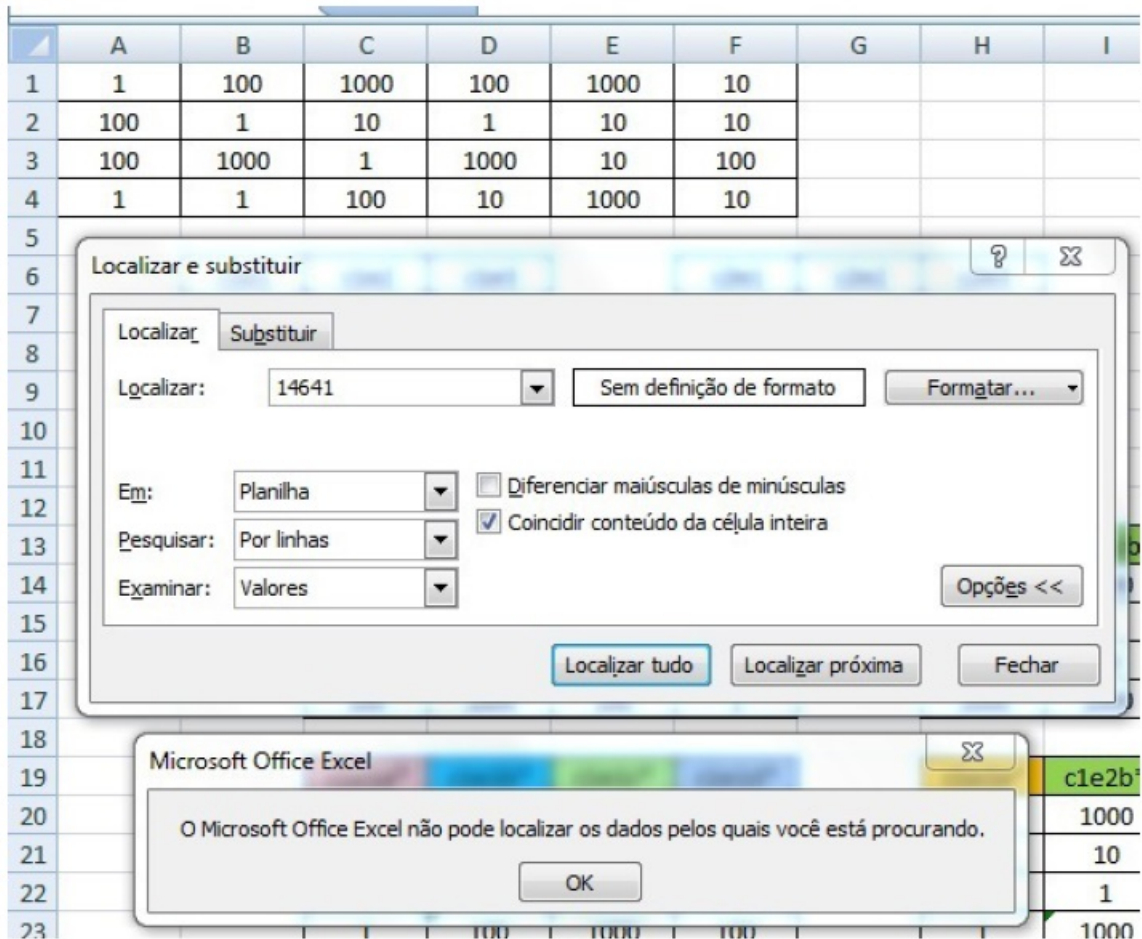 A B C D E F G H I
1 1 100 1000 100 1000 10
2 100 1 10 1 10 10
3 100 1000 1 1000 10 100
4 1 1 100 10 1000 10
5
6
7
8
9
10
11
12
13
14
15
16
17
18
19
20
21
22
23
Localizar e substituir
Localizar Substituir
Localizar: 14641 Sem definição de formato Formatar...
Em: Planilha Diferenciar maiúsculas de minúsculas
Pesquisar: Por linhas Coincidir conteúdo da célula inteira
Examinar: Valores Opções <<
Localizar tudo Localizar próxima Fechar
Microsoft Office Excel
O Microsoft Office Excel não pode localizar os dados pelos quais você está procurando.
OK
c1e2b
1000
10
1
1 100 1000 100 1 1000